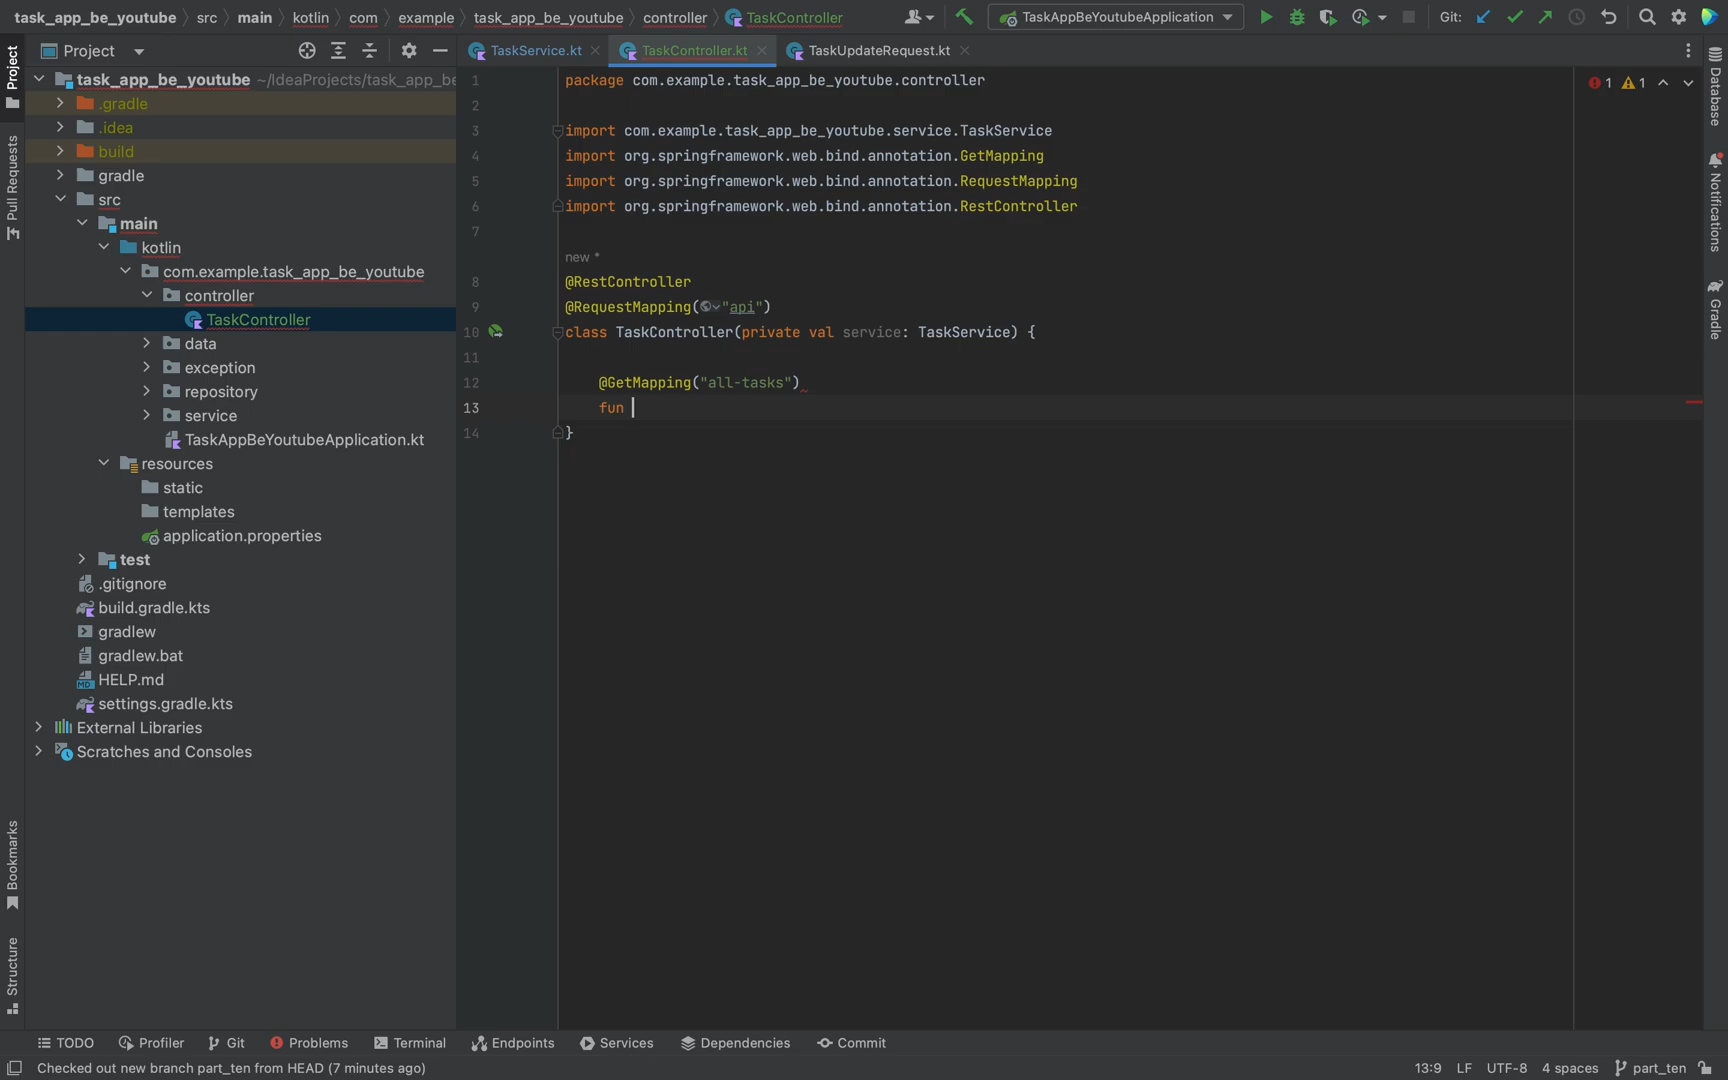 task_app_be_youtube src main kotlin com example task_app_be_youtube controller TaskController TaskAppBeYoutubeApplication Git:
Project
TaskService.kt TaskController.kt TaskUpdateRequest.kt
task_app_be_youtube ~/IdeaProjects/task_app_be
.gradle
.idea
build
gradle
src
main
kotlin
com.example.task_app_be_youtube
controller
TaskController
data
exception
repository
service
TaskAppBeYoutubeApplication.kt
resources
static
templates
application.properties
test
.gitignore
build.gradle.kts
gradlew
gradlew.bat
HELP.md
settings.gradle.kts
External Libraries
Scratches and Consoles
1 package com.example.task_app_be_youtube.controller
2
3 import com.example.task_app_be_youtube.service.TaskService
4 import org.springframework.web.bind.annotation.GetMapping
5 import org.springframework.web.bind.annotation.RequestMapping
6 import org.springframework.web.bind.annotation.RestController
7
new *
8 @RestController
9 @RequestMapping("api")
10 class TaskController(private val service: TaskService) {
11
12 @GetMapping("all-tasks")
13 fun
14 }
1 1
Project
Pull Requests
Bookmarks
Structure
Database
Notifications
Gradle
TODO Profiler Git Problems Terminal Endpoints Services Dependencies Commit
Checked out new branch part_ten from HEAD (7 minutes ago) 13:9 LF UTF-8 4 spaces part_ten